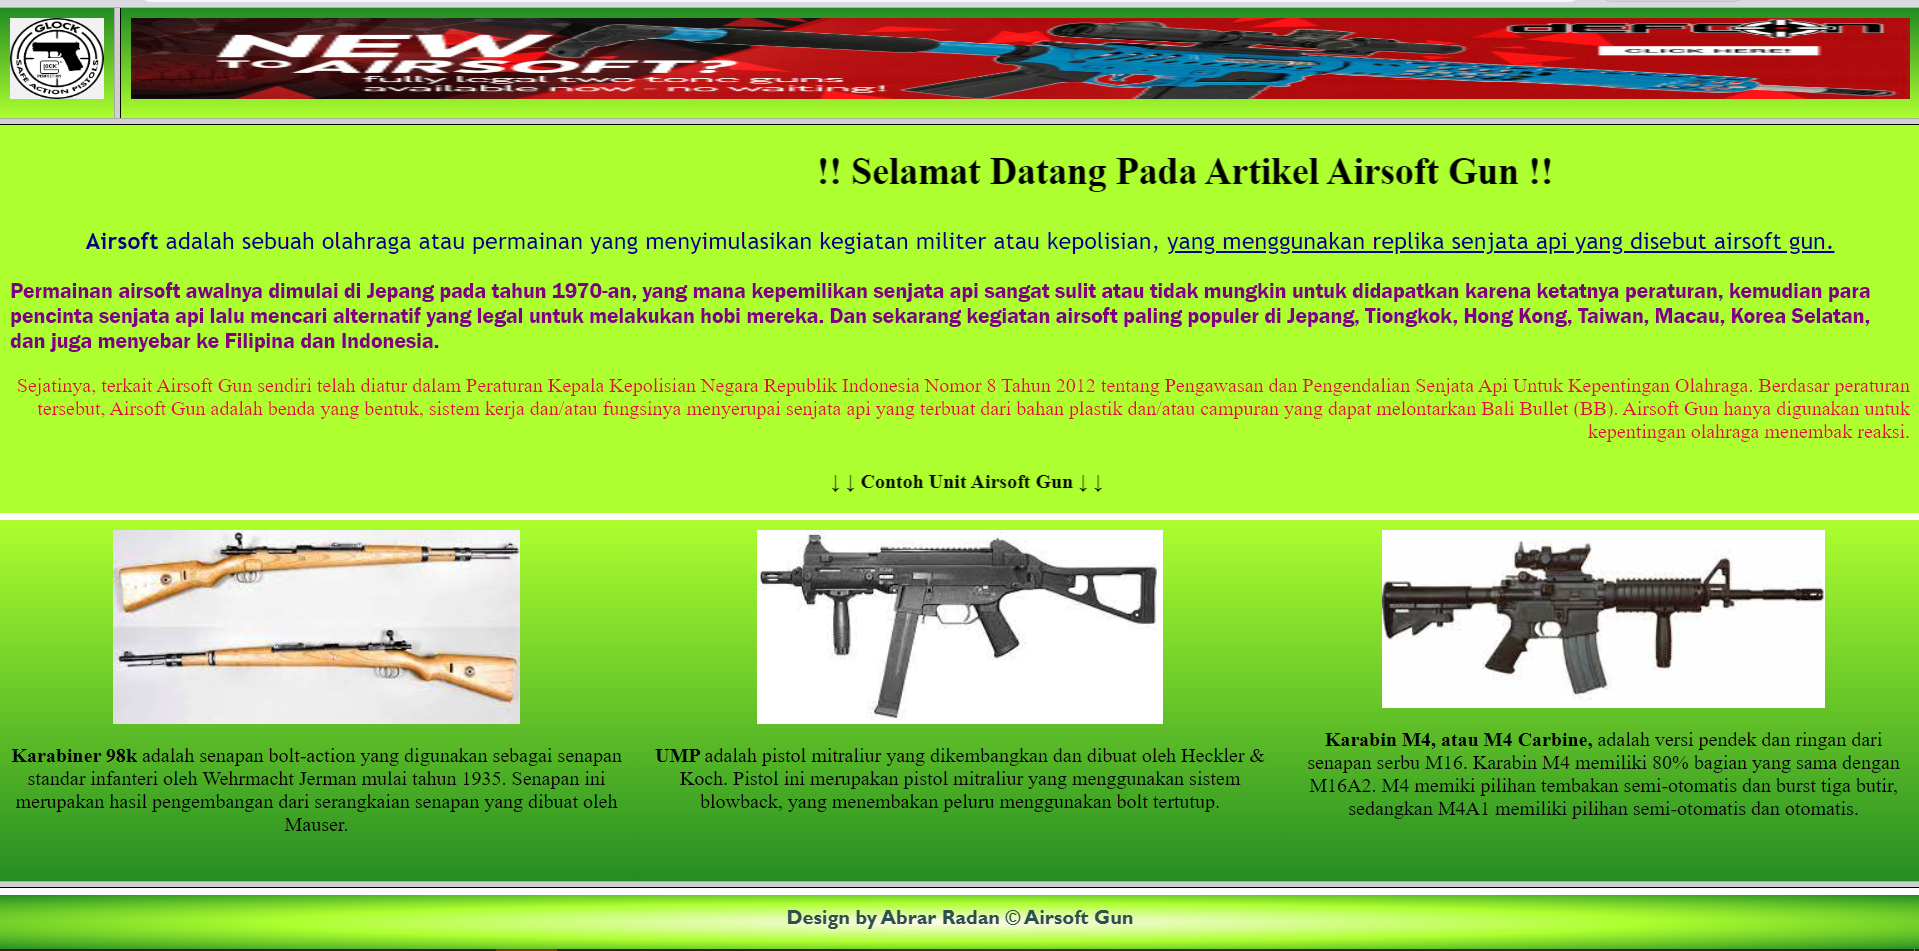 GLOCK
SAFE ACTION PISTOLS
NEW
TO AIRSOFT?
fully legal two tone guns
available now - no waiting!
defcon
CLICK HERE!
!! Selamat Datang Pada Artikel Airsoft Gun !!
Airsoft adalah sebuah olahraga atau permainan yang menyimulasikan kegiatan militer atau kepolisian, yang menggunakan replika senjata api yang disebut airsoft gun.
Permainan airsoft awalnya dimulai di Jepang pada tahun 1970-an, yang mana kepemilikan senjata api sangat sulit atau tidak mungkin untuk didapatkan karena ketatnya peraturan, kemudian para
pencinta senjata api lalu mencari alternatif yang legal untuk melakukan hobi mereka. Dan sekarang kegiatan airsoft paling populer di Jepang, Tiongkok, Hong Kong, Taiwan, Macau, Korea Selatan,
dan juga menyebar ke Filipina dan Indonesia.
Sejatinya, terkait Airsoft Gun sendiri telah diatur dalam Peraturan Kepala Kepolisian Negara Republik Indonesia Nomor 8 Tahun 2012 tentang Pengawasan dan Pengendalian Senjata Api Untuk Kepentingan Olahraga. Berdasar peraturan
tersebut, Airsoft Gun adalah benda yang bentuk, sistem kerja dan/atau fungsinya menyerupai senjata api yang terbuat dari bahan plastik dan/atau campuran yang dapat melontarkan Bali Bullet (BB). Airsoft Gun hanya digunakan untuk
kepentingan olahraga menembak reaksi.
↓ ↓ Contoh Unit Airsoft Gun ↓ ↓
Karabiner 98k adalah senapan bolt-action yang digunakan sebagai senapan
standar infanteri oleh Wehrmacht Jerman mulai tahun 1935. Senapan ini
merupakan hasil pengembangan dari serangkaian senapan yang dibuat oleh
Mauser.
UMP adalah pistol mitraliur yang dikembangkan dan dibuat oleh Heckler &
Koch. Pistol ini merupakan pistol mitraliur yang menggunakan sistem
blowback, yang menembakan peluru menggunakan bolt tertutup.
Karabin M4, atau M4 Carbine, adalah versi pendek dan ringan dari
senapan serbu M16. Karabin M4 memiliki 80% bagian yang sama dengan
M16A2. M4 memiki pilihan tembakan semi-otomatis dan burst tiga butir,
sedangkan M4A1 memiliki pilihan semi-otomatis dan otomatis.
Design by Abrar Radan © Airsoft Gun